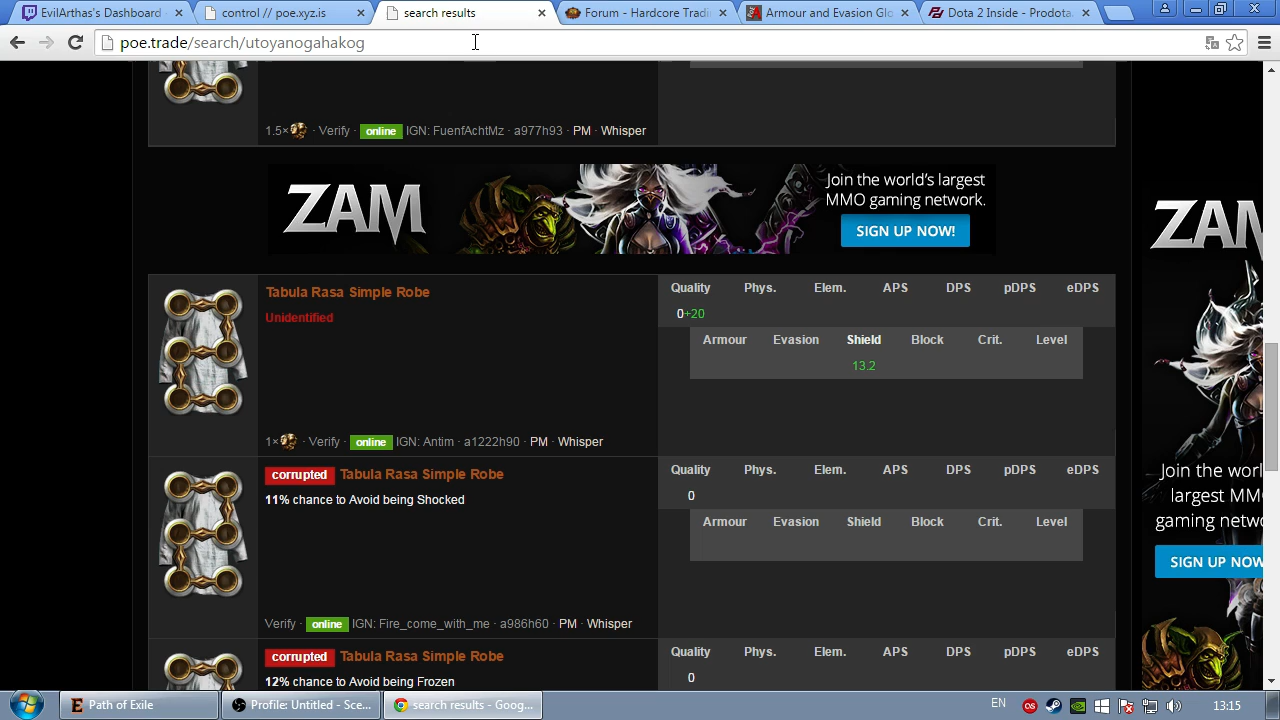 EvilArthas's Dashboard -
control // poe.xyz.is
search results
Forum - Hardcore Tradi
Armour and Evasion Glo
Dota 2 Inside - Prodota.
poe.trade/search/utoyanogahakog
1.5× · Verify · online IGN: FuenfAchtMz · a977h93 · PM · Whisper
ZAM
Join the world's largest
MMO gaming network.
SIGN UP NOW!
ZAM
Join the worl
largest MM
gaming netw
SIGN UP NOW
Tabula Rasa Simple Robe
Unidentified
Quality Phys. Elem. APS DPS pDPS eDPS
0+20
Armour Evasion Shield Block Crit. Level
13.2
1× · Verify · online IGN: Antim · a1222h90 · PM · Whisper
corrupted Tabula Rasa Simple Robe
11% chance to Avoid being Shocked
Quality Phys. Elem. APS DPS pDPS eDPS
0
Armour Evasion Shield Block Crit. Level
Verify · online IGN: Fire_come_with_me · a986h60 · PM · Whisper
corrupted Tabula Rasa Simple Robe
12% chance to Avoid being Frozen
Quality Phys. Elem. APS DPS pDPS eDPS
0
Path of Exile
Profile: Untitled - Sce...
search results - Goog...
EN
13:15